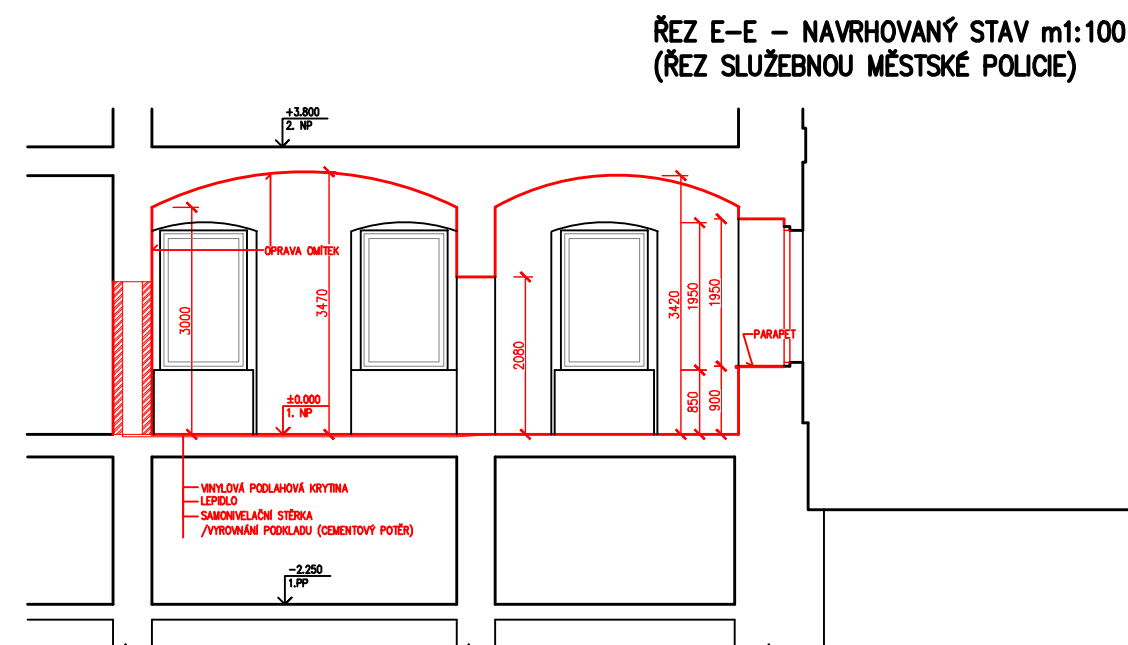 ŘEZ E-E - NAVRHOVANÝ STAV m1:100
(ŘEZ SLUŽEBNOU MĚSTSKÉ POLICIE)
+3.800
2. NP
OPRAVA OMÍTEK
3000
3470
2080
3420
1950
1950
PARAPET
850
900
±0.000
1. NP
VINYLOVÁ PODLAHOVÁ KRYTINA
LEPIDLO
SAMONIVELAČNÍ STĚRKA
/VYROVNÁNÍ PODKLADU (CEMENTOVÝ POTĚR)
-2.250
1.PP